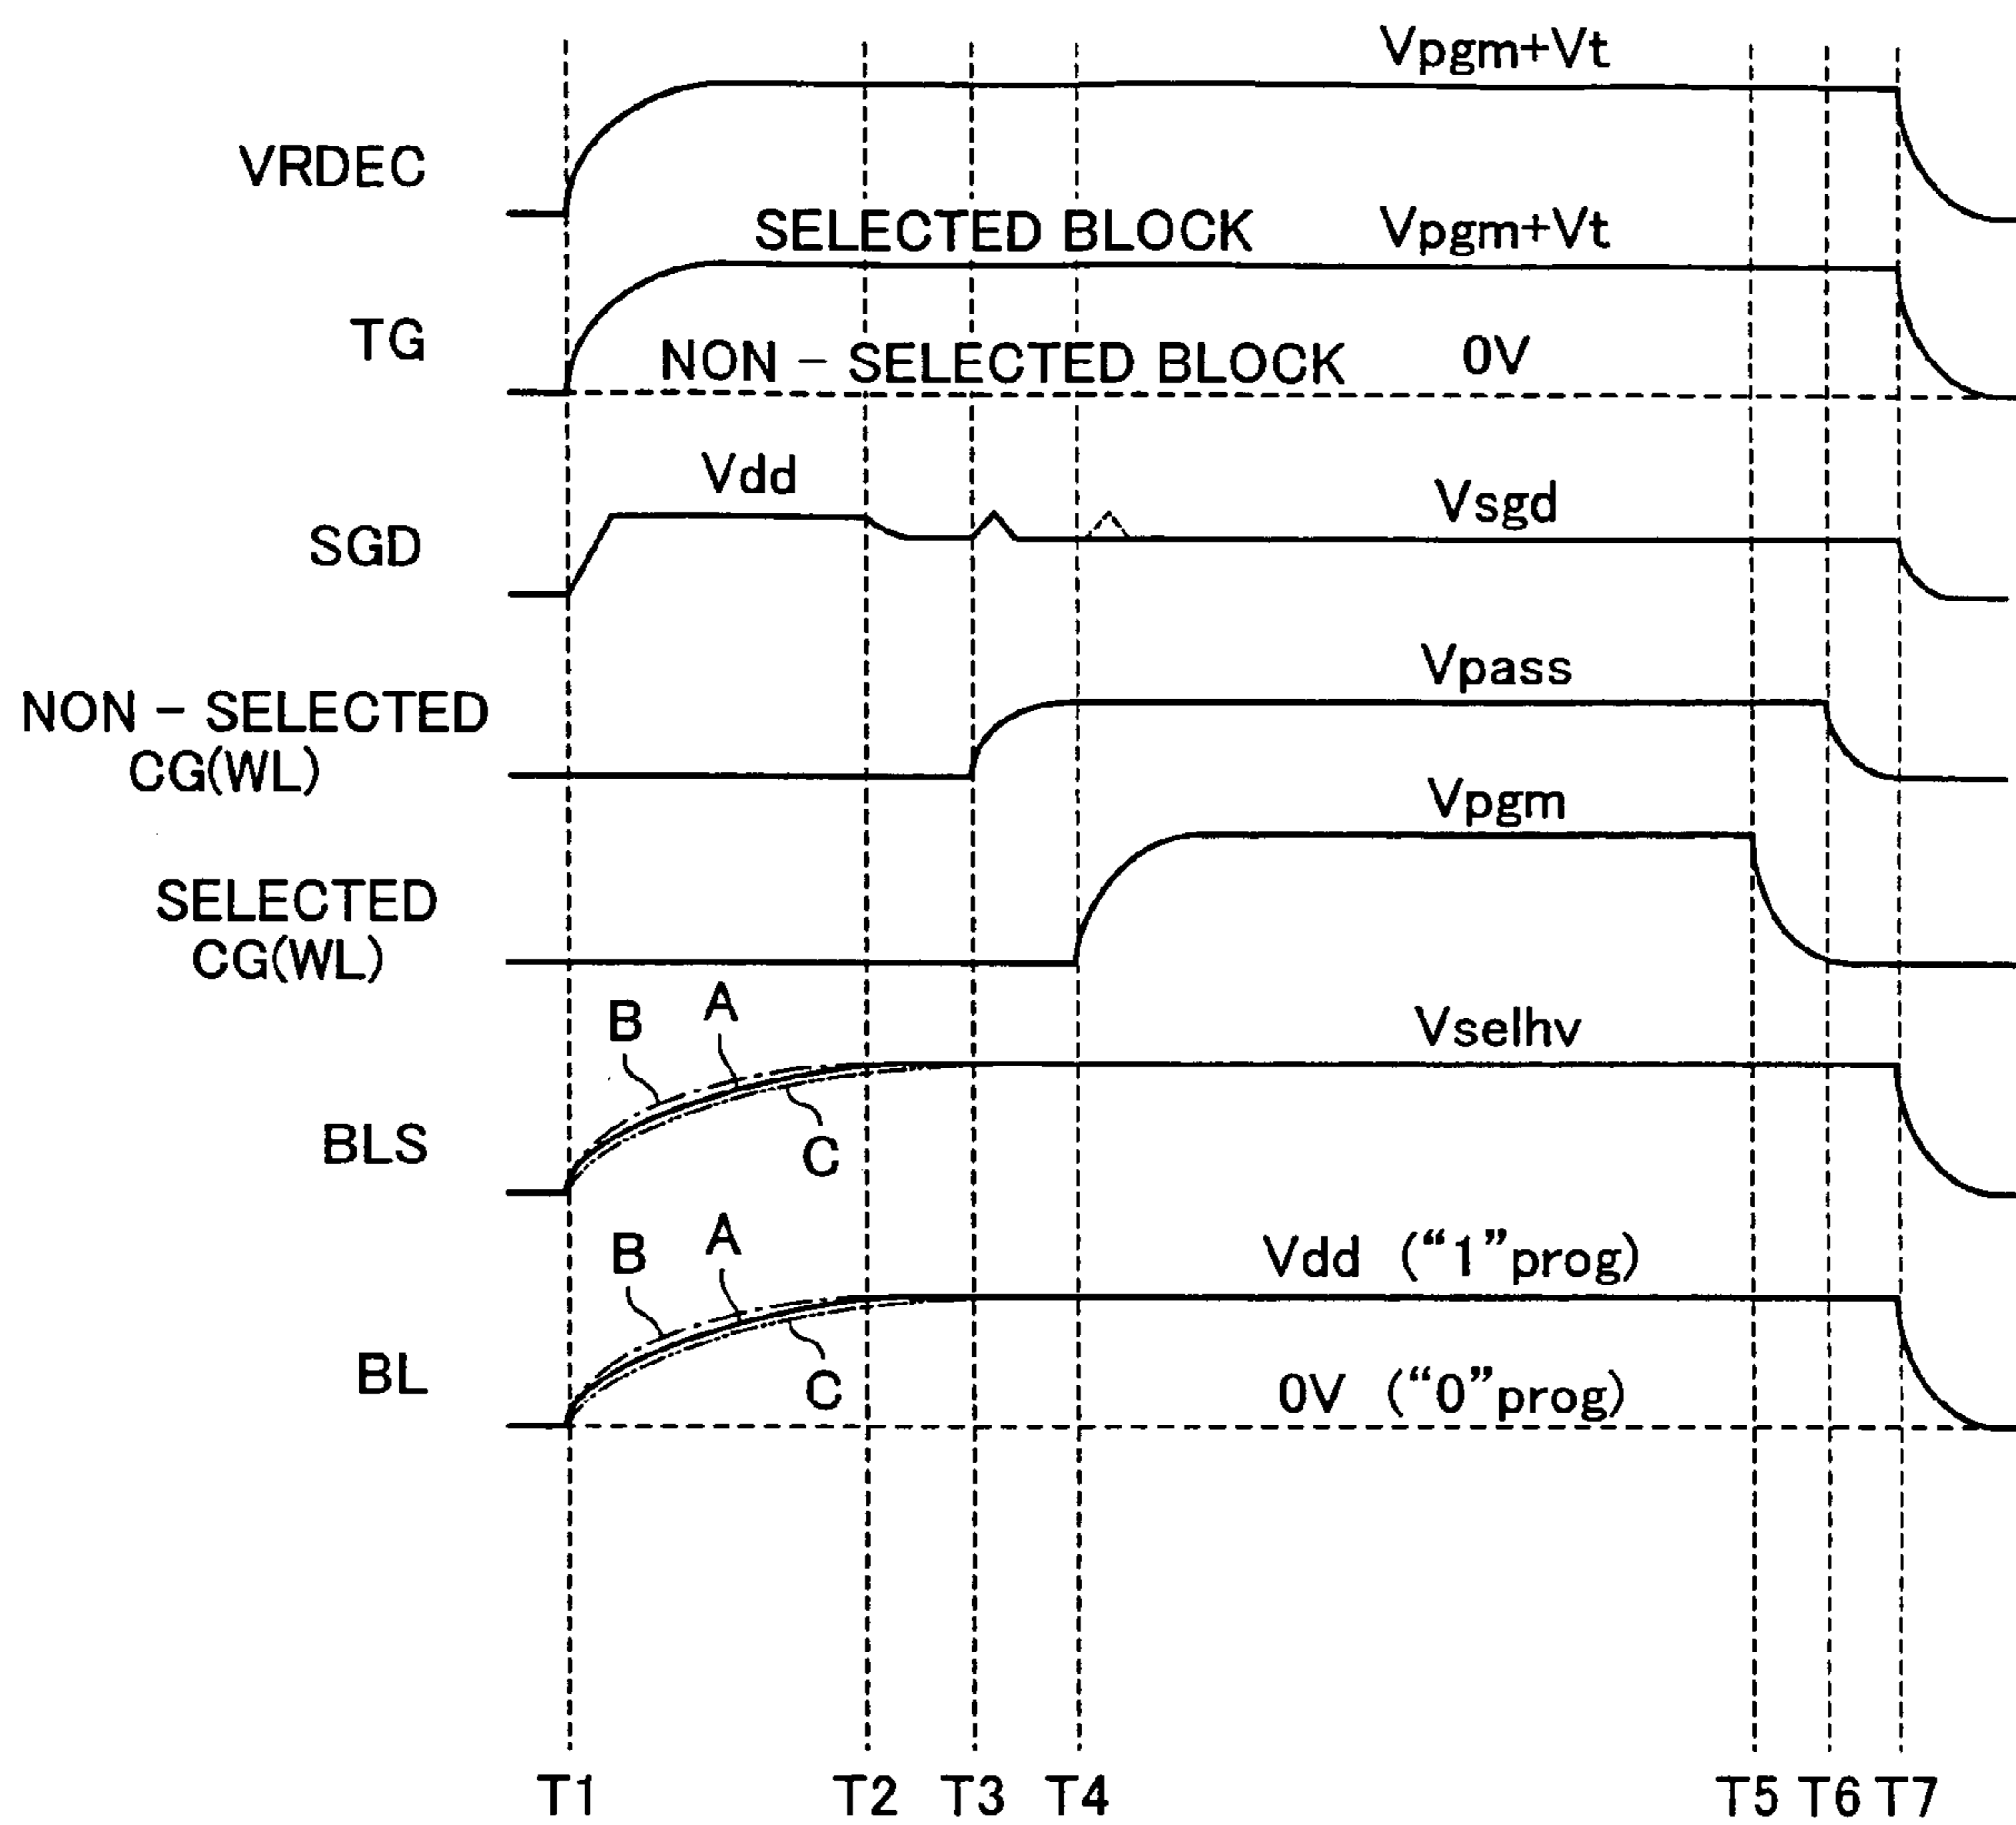 Vpgm+Vt
VRDEC
SELECTED BLOCK Vpgm+Vt
TG
NON – SELECTED BLOCK 0V
Vdd
Vsgd
SGD
Vpass
NON – SELECTED
CG(WL)
Vpgm
SELECTED
CG(WL)
B A Vselhv
BLS
C
B A Vdd (“1”prog)
BL
C 0V (“0”prog)
T1 T2 T3 T4 T5 T6 T7